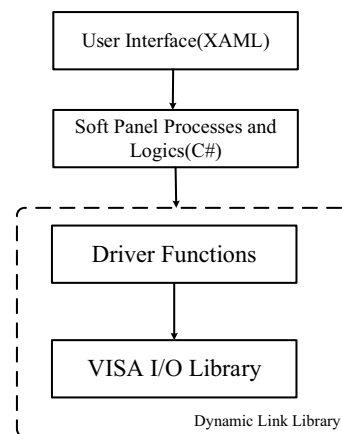 User Interface(XAML)
Soft Panel Processes and
Logics(C#)
Driver Functions
VISA I/O Library
Dynamic Link Library